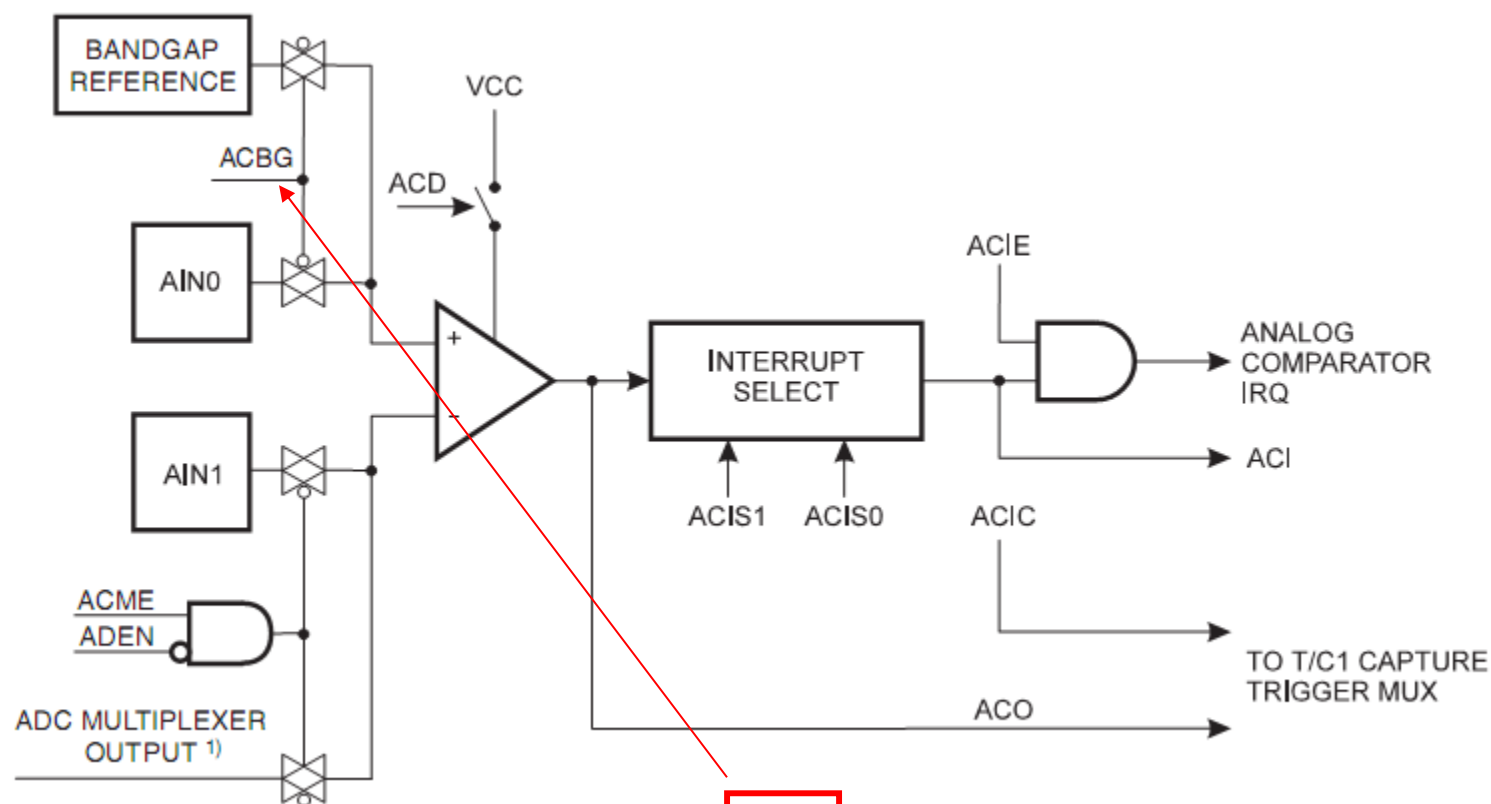 BANDGAP
REFERENCE
VCC
ACBG
ACD
AIN0
ACIE
+
INTERRUPT
SELECT
ANALOG
COMPARATOR
IRQ
-
AIN1
ACI
ACIS1
ACIS0
ACIC
ACME
ADEN
TO T/C1 CAPTURE
TRIGGER MUX
ADC MULTIPLEXER
OUTPUT 1)
ACO